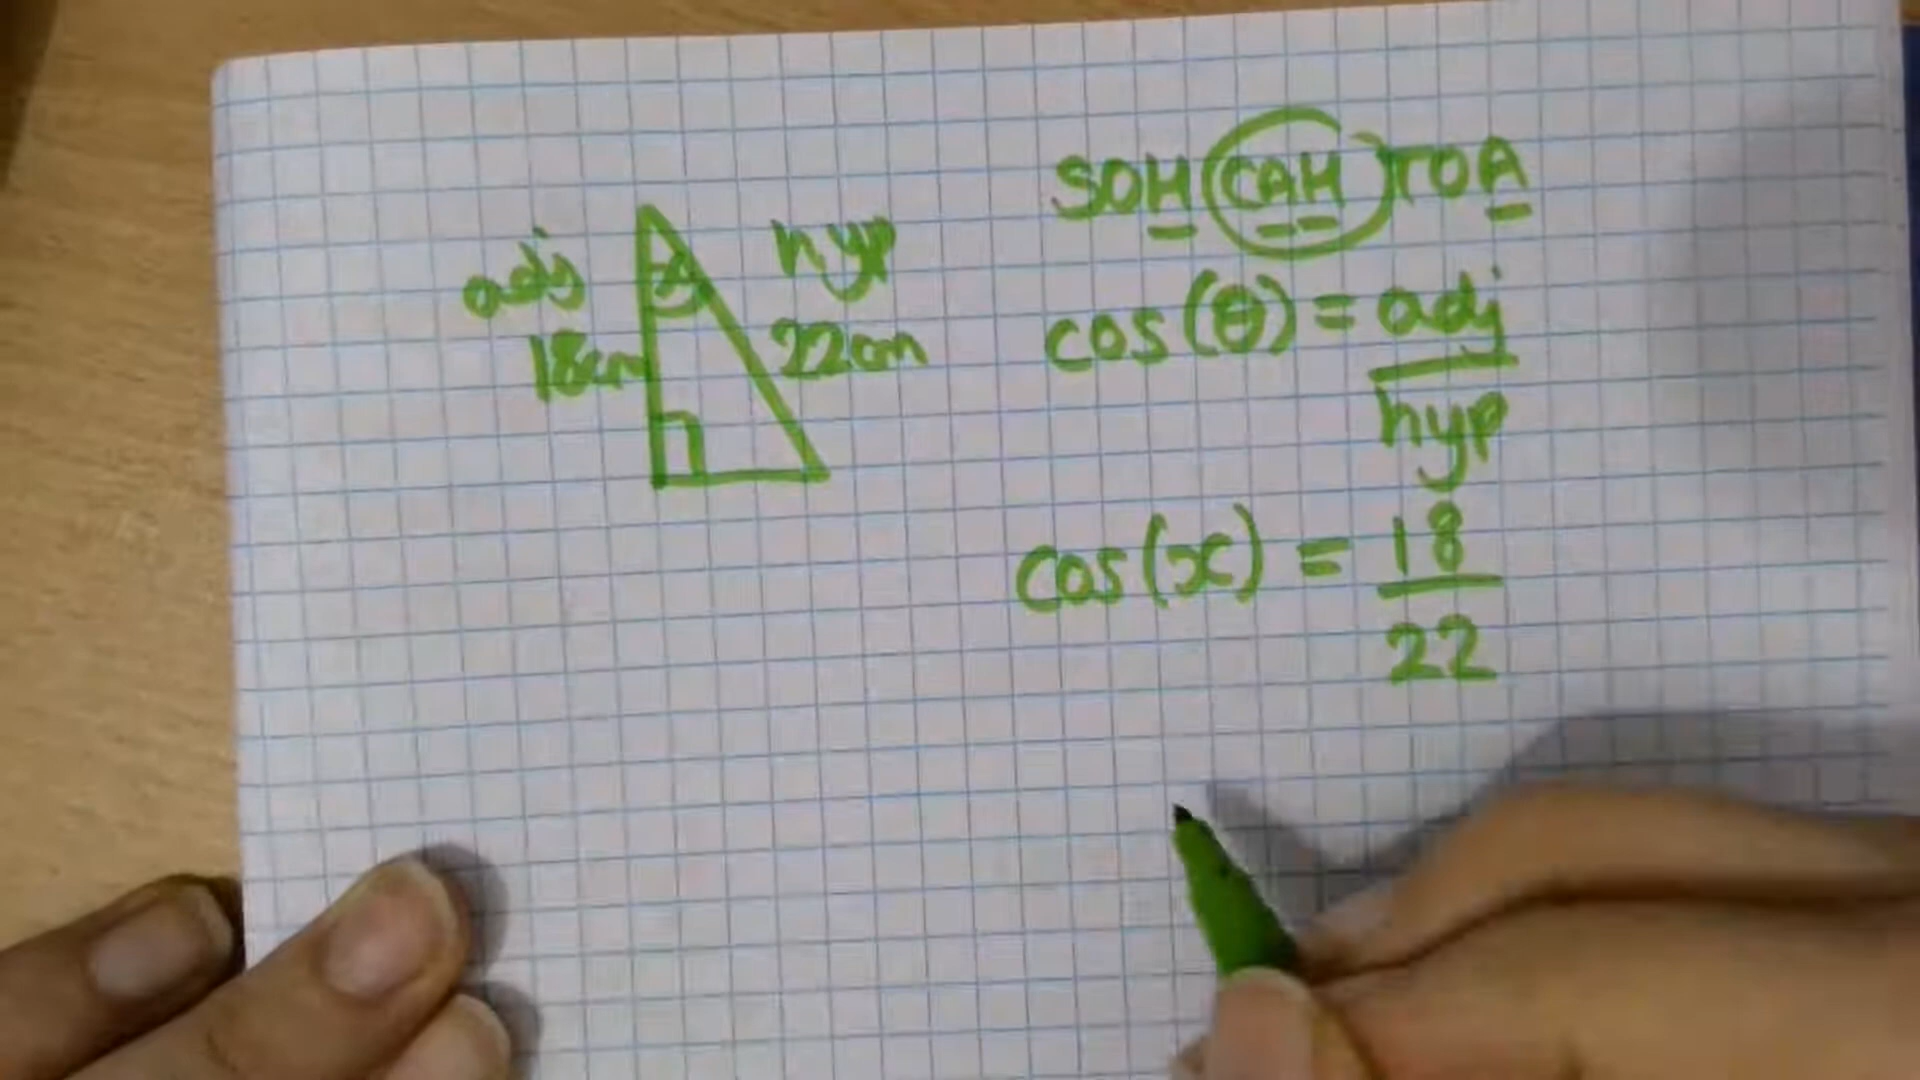 SOH CAH TOA
adj
hyp
18cm
x
22cm
cos(θ) = adj
hyp
cos(x) = 18
22